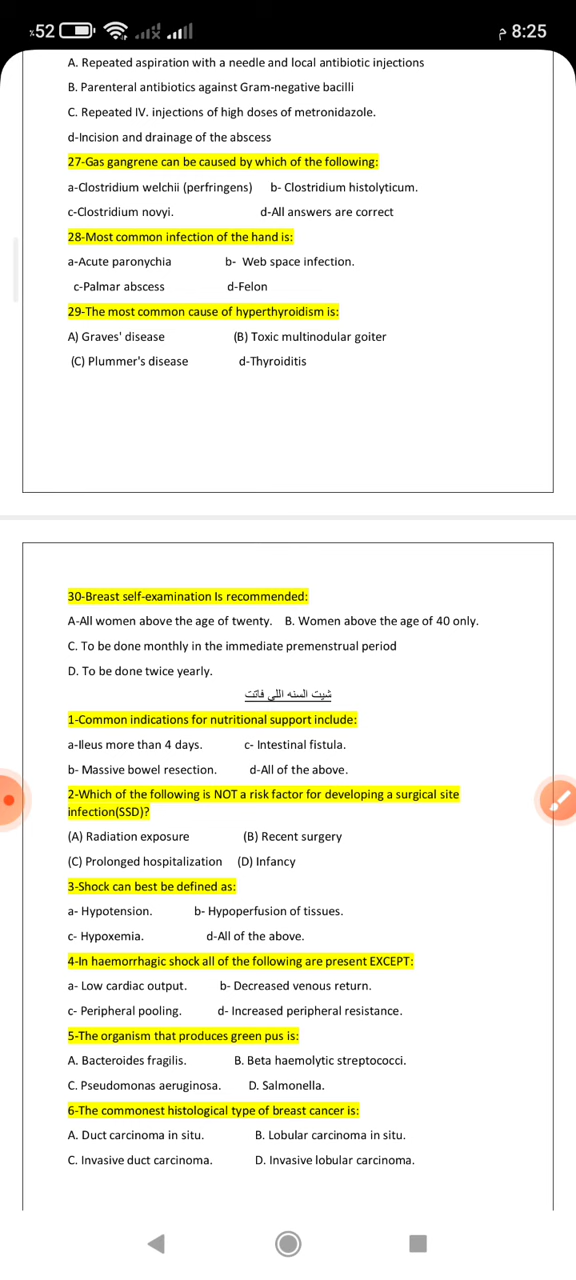 %52 م 8:25
A. Repeated aspiration with a needle and local antibiotic injections
B. Parenteral antibiotics against Gram-negative bacilli
C. Repeated IV. injections of high doses of metronidazole.
d-Incision and drainage of the abscess
27-Gas gangrene can be caused by which of the following:
a-Clostridium welchii (perfringens) b- Clostridium histolyticum.
c-Clostridium novyi. d-All answers are correct
28-Most common infection of the hand is:
a-Acute paronychia b- Web space infection.
c-Palmar abscess d-Felon
29-The most common cause of hyperthyroidism is:
A) Graves' disease (B) Toxic multinodular goiter
(C) Plummer's disease d-Thyroiditis
30-Breast self-examination Is recommended:
A-All women above the age of twenty. B. Women above the age of 40 only.
C. To be done monthly in the immediate premenstrual period
D. To be done twice yearly.
شيت السنه اللي فاتت
1-Common indications for nutritional support include:
a-Ileus more than 4 days. c- Intestinal fistula.
b- Massive bowel resection. d-All of the above.
2-Which of the following is NOT a risk factor for developing a surgical site
infection(SSD)?
(A) Radiation exposure (B) Recent surgery
(C) Prolonged hospitalization (D) Infancy
3-Shock can best be defined as:
a- Hypotension. b- Hypoperfusion of tissues.
c- Hypoxemia. d-All of the above.
4-In haemorrhagic shock all of the following are present EXCEPT:
a- Low cardiac output. b- Decreased venous return.
c- Peripheral pooling. d- Increased peripheral resistance.
5-The organism that produces green pus is:
A. Bacteroides fragilis. B. Beta haemolytic streptococci.
C. Pseudomonas aeruginosa. D. Salmonella.
6-The commonest histological type of breast cancer is:
A. Duct carcinoma in situ. B. Lobular carcinoma in situ.
C. Invasive duct carcinoma. D. Invasive lobular carcinoma.